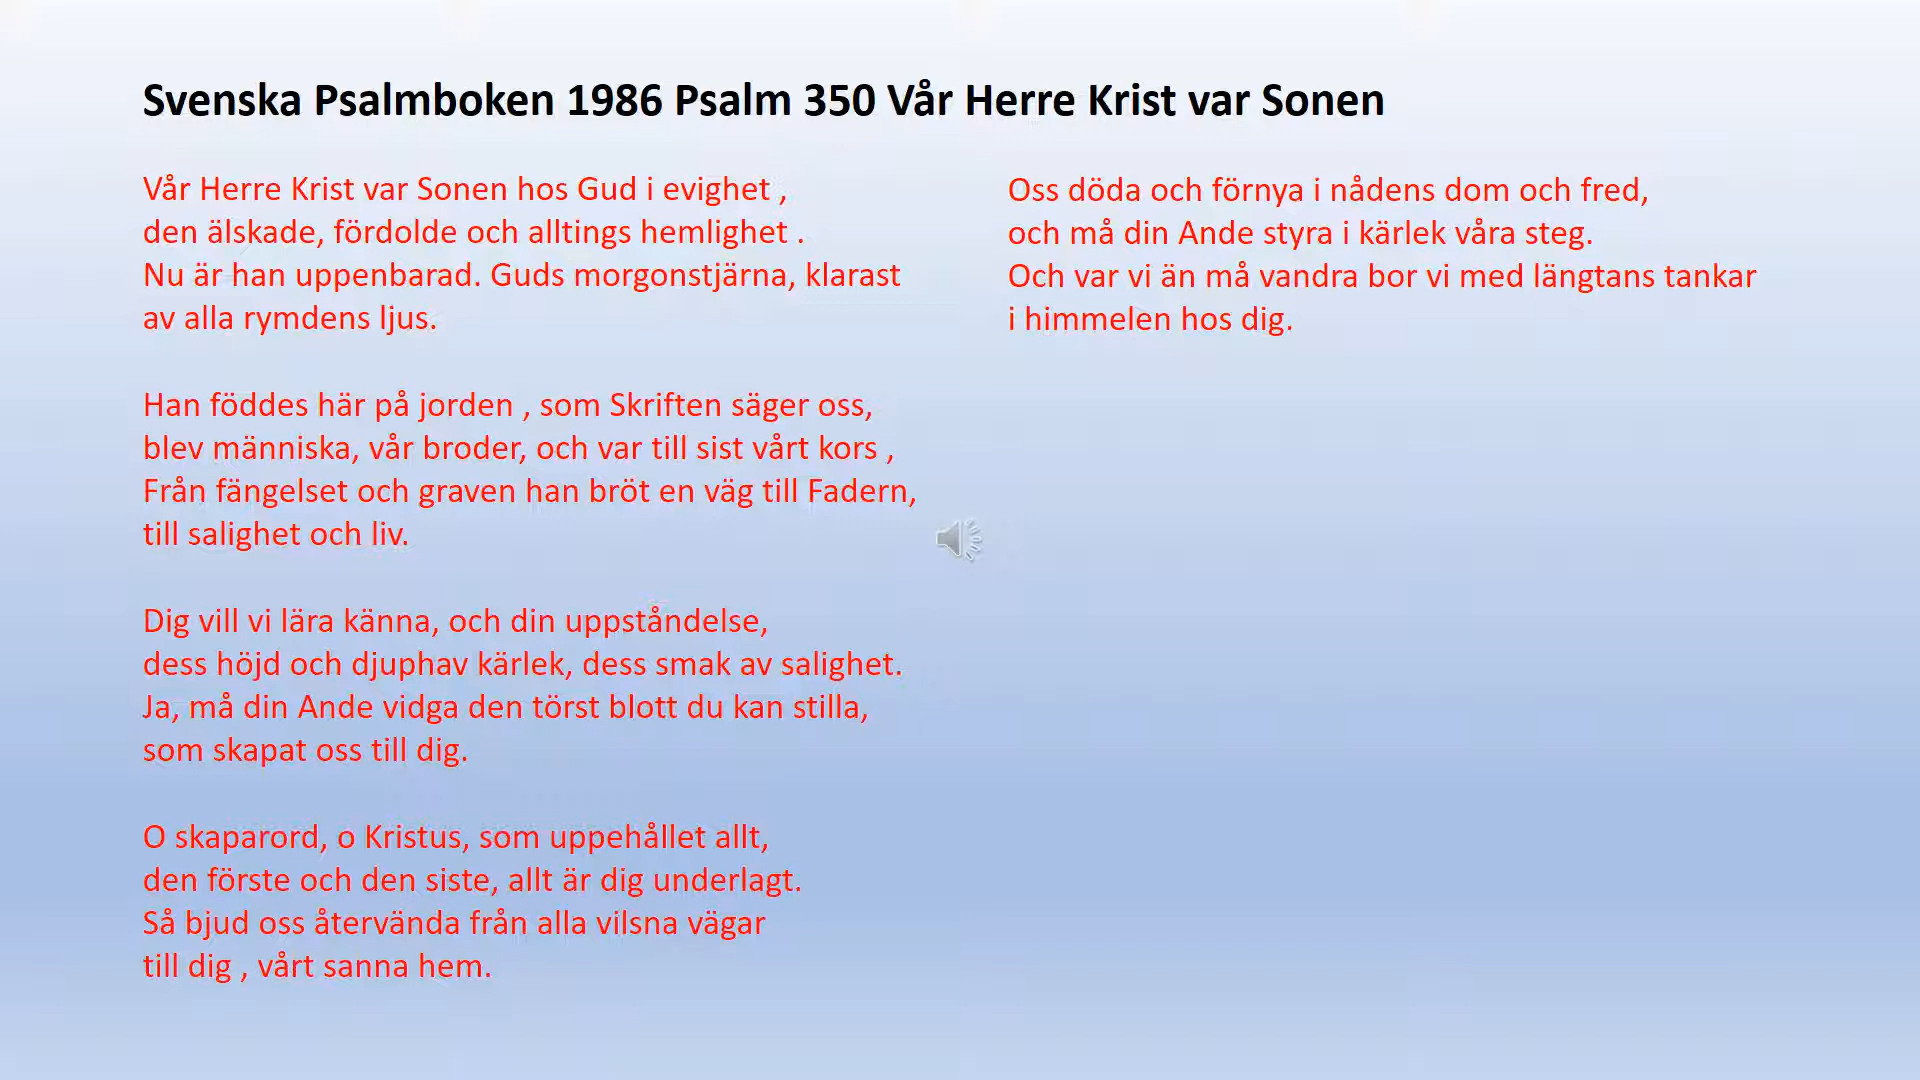 Svenska Psalmboken 1986 Psalm 350 Vår Herre Krist var Sonen
Vår Herre Krist var Sonen hos Gud i evighet ,
den älskade, fördolde och alltings hemlighet .
Nu är han uppenbarad. Guds morgonstjärna, klarast
av alla rymdens ljus.
Han föddes här på jorden , som Skriften säger oss,
blev människa, vår broder, och var till sist vårt kors ,
Från fängelset och graven han bröt en väg till Fadern,
till salighet och liv.
Dig vill vi lära känna, och din uppståndelse,
dess höjd och djuphav kärlek, dess smak av salighet.
Ja, må din Ande vidga den törst blott du kan stilla,
som skapat oss till dig.
O skaparord, o Kristus, som uppehållet allt,
den förste och den siste, allt är dig underlagt.
Så bjud oss återvända från alla vilsna vägar
till dig , vårt sanna hem.
Oss döda och förnya i nådens dom och fred,
och må din Ande styra i kärlek våra steg.
Och var vi än må vandra bor vi med längtans tankar
i himmelen hos dig.